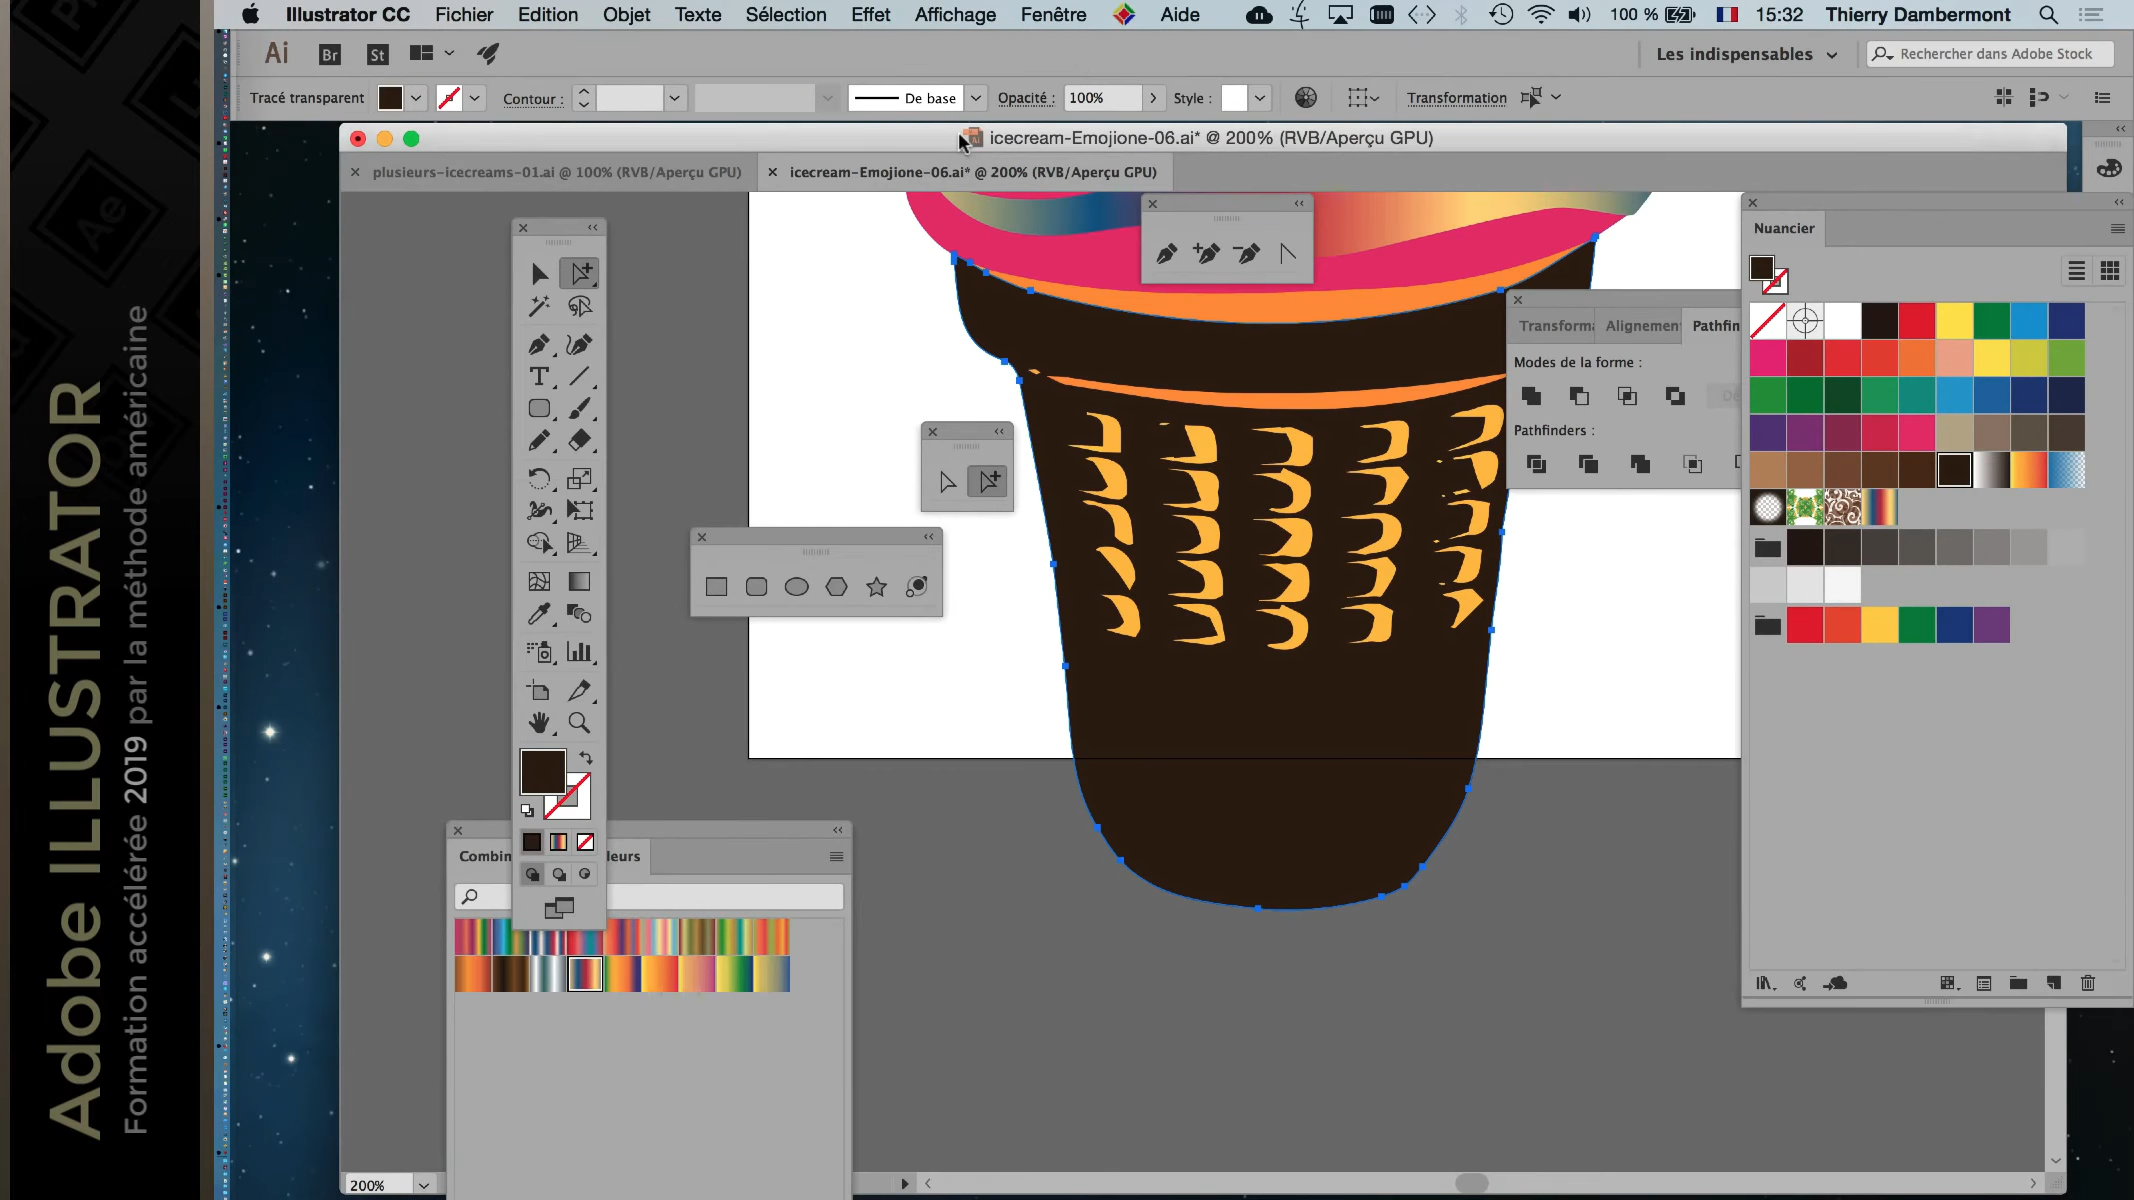 Illustrator CC Fichier Edition Objet Texte Sélection Effet Affichage Fenêtre Aide 100 % 15:32 Thierry Dambermont
Ai Br St Les indispensables Rechercher dans Adobe Stock
Tracé transparent Contour : De base Opacité : 100% Style : Transformation
icecream-Emojione-06.ai* @ 200% (RVB/Aperçu GPU)
plusieurs-icecreams-01.ai @ 100% (RVB/Aperçu GPU) icecream-Emojione-06.ai* @ 200% (RVB/Aperçu GPU)
Nuancier
Transforma Alignemen Pathfin
Modes de la forme :
Pathfinders :
Combin leurs
200%
Adobe ILLUSTRATOR
Formation accélérée 2019 par la méthode américaine
Ae